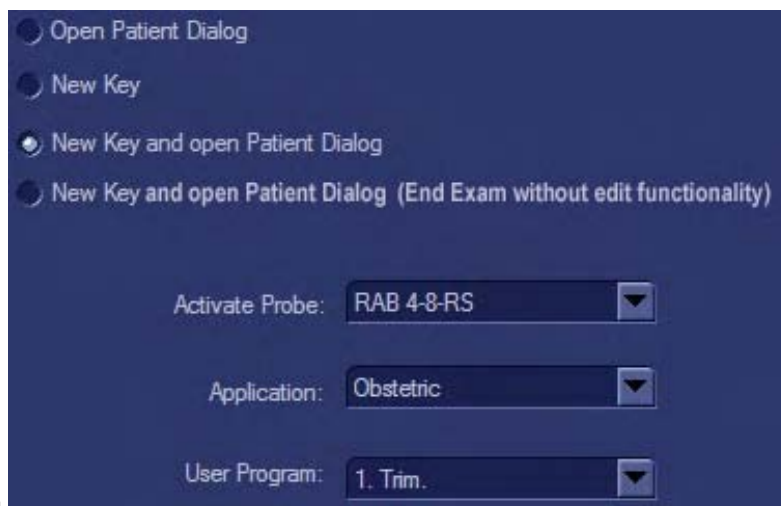 Open Patient Dialog
New Key
New Key and open Patient Dialog
New Key and open Patient Dialog (End Exam without edit functionality)
Activate Probe: RAB 4-8-RS
Application: Obstetric
User Program: 1. Trim.